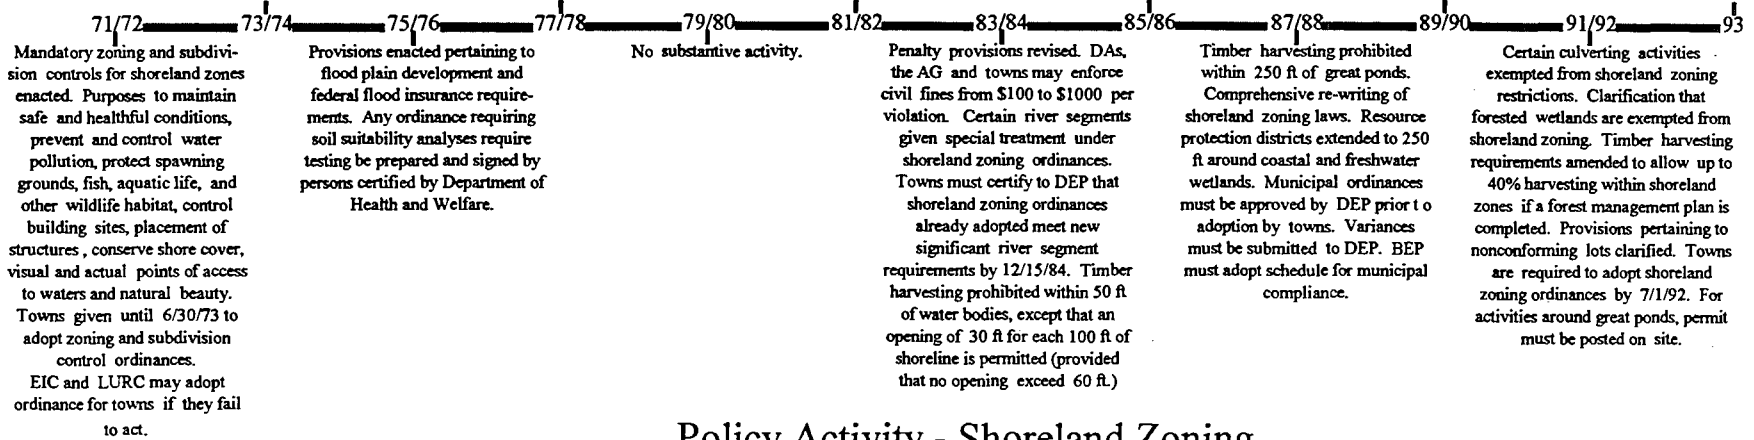 71/72 73/74 75/76 77/78 79/80 81/82 83/84 85/86 87/88 89/90 91/92 93
Mandatory zoning and subdivi-
sion controls for shoreland zones
enacted. Purposes to maintain
safe and healthful conditions,
prevent and control water
pollution, protect spawning
grounds, fish, aquatic life, and
other wildlife habitat, control
building sites, placement of
structures, conserve shore cover,
visual and actual points of access
to waters and natural beauty.
Towns given until 6/30/73 to
adopt zoning and subdivision
control ordinances.
EIC and LURC may adopt
ordinance for towns if they fail
to act.
Provisions enacted pertaining to
flood plain development and
federal flood insurance require-
ments. Any ordinance requiring
soil suitability analyses require
testing be prepared and signed by
persons certified by Department of
Health and Welfare.
No substantive activity.
Penalty provisions revised. DAs,
the AG and towns may enforce
civil fines from $100 to $1000 per
violation. Certain river segments
given special treatment under
shoreland zoning ordinances.
Towns must certify to DEP that
shoreland zoning ordinances
already adopted meet new
significant river segment
requirements by 12/15/84. Timber
harvesting prohibited within 50 ft
of water bodies, except that an
opening of 30 ft for each 100 ft of
shoreline is permitted (provided
that no opening exceed 60 ft.)
Timber harvesting prohibited
within 250 ft of great ponds.
Comprehensive re-writing of
shoreland zoning laws. Resource
protection districts extended to 250
ft around coastal and freshwater
wetlands. Municipal ordinances
must be approved by DEP prior t o
adoption by towns. Variances
must be submitted to DEP. BEP
must adopt schedule for municipal
compliance.
Certain culverting activities
exempted from shoreland zoning
restrictions. Clarification that
forested wetlands are exempted from
shoreland zoning. Timber harvesting
requirements amended to allow up to
40% harvesting within shoreland
zones if a forest management plan is
completed. Provisions pertaining to
nonconforming lots clarified. Towns
are required to adopt shoreland
zoning ordinances by 7/1/92. For
activities around great ponds, permit
must be posted on site.
Policy Activity - Shoreland Zoning